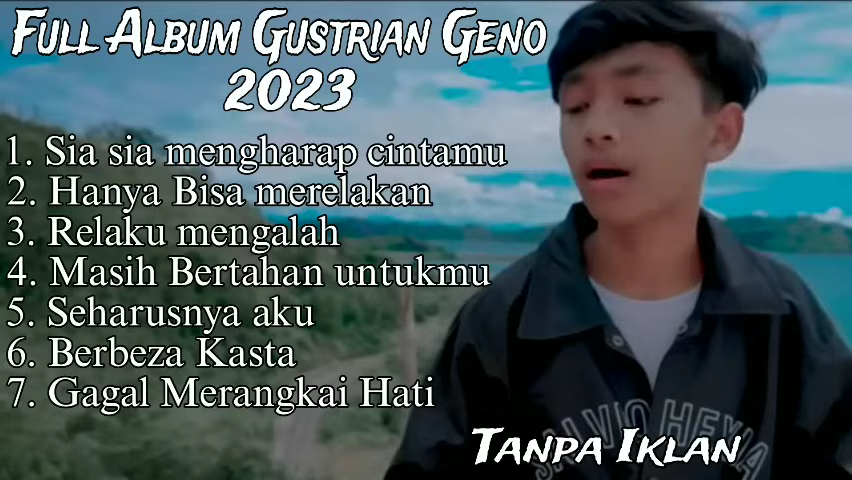 FULL ALBUM GUSTRIAN GENO
2023
1. Sia sia mengharap cintamu
2. Hanya Bisa merelakan
3. Relaku mengalah
4. Masih Bertahan untukmu
5. Seharusnya aku
6. Berbeza Kasta
7. Gagal Merangkai Hati
TANPA IKLAN